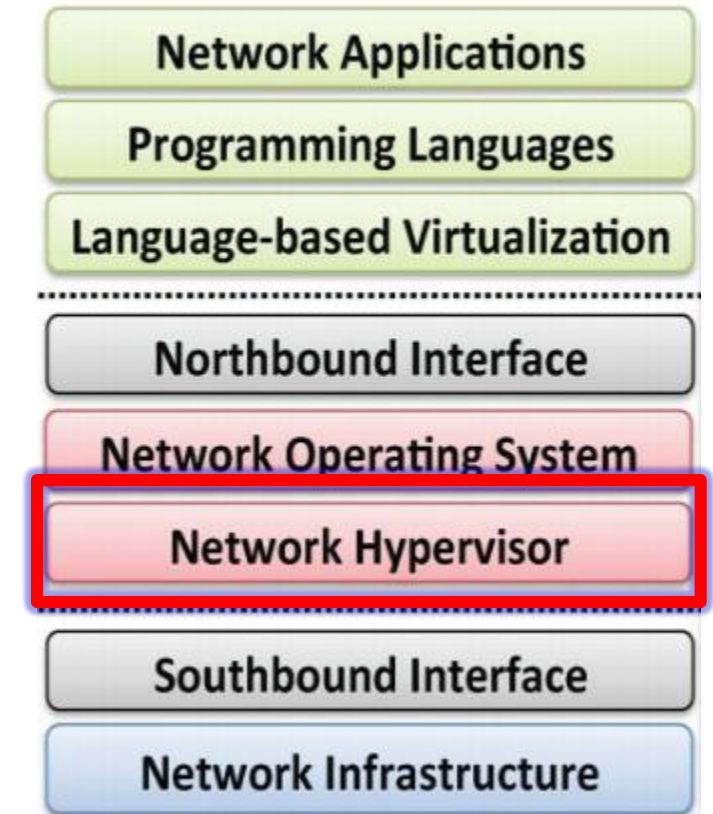 Network Applications
Programming Languages
Language-based Virtualization
Northbound Interface
Network Operating System
Network Hypervisor
Southbound Interface
Network Infrastructure